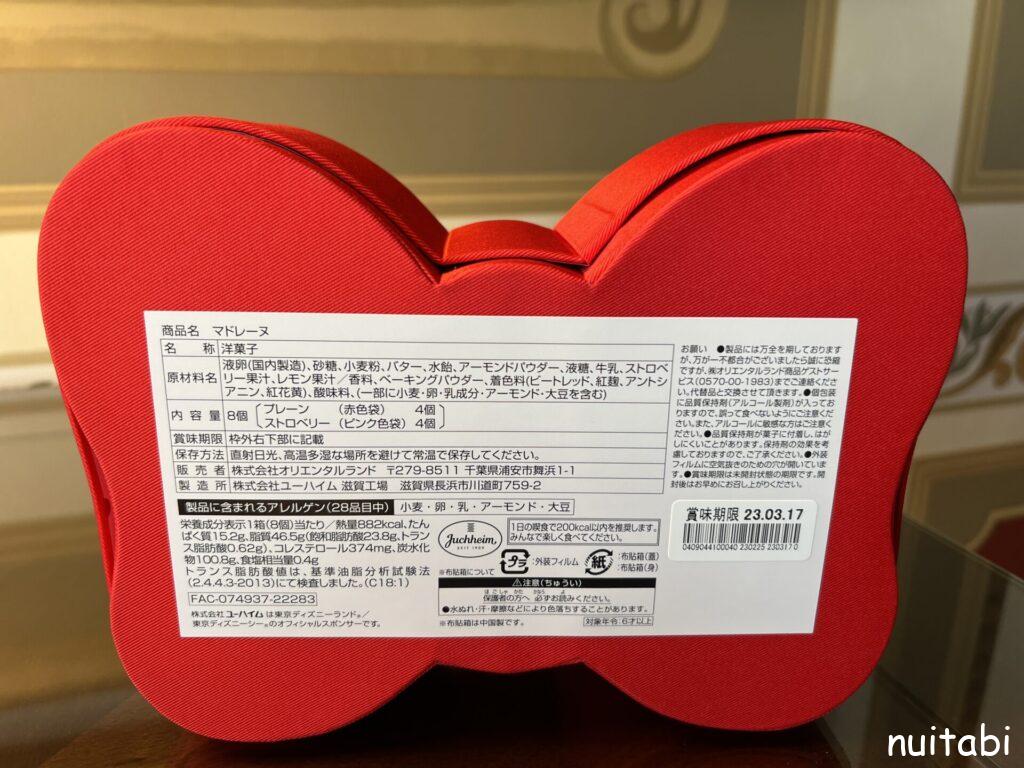 商品名 マドレーヌ
名 称 洋菓子
原材料名 液卵(国内製造)、砂糖、小麦粉、バター、水飴、アーモンドパウダー、液糖、牛乳、ストロベ
リー果汁、レモン果汁／香料、ベーキングパウダー、着色料(ビートレッド、紅麹、アントシ
アニン、紅花黄)、酸味料、(一部に小麦・卵・乳成分・アーモンド・大豆を含む)
内 容 量 8個 プレーン (赤色袋) 4個
ストロベリー (ピンク色袋) 4個
賞味期限 枠外右下部に記載
保存方法 直射日光、高温多湿な場所を避けて常温で保存してください。
販 売 者 株式会社オリエンタルランド 〒279-8511 千葉県浦安市舞浜1-1
製 造 所 株式会社ユーハイム 滋賀工場 滋賀県長浜市川道町759-2
製品に含まれるアレルゲン(28品目中) 小麦・卵・乳・アーモンド・大豆
栄養成分表示1箱(8個)当たり／熱量882kcal、たん
ぱく質15.2g、脂質46.5g(飽和脂肪酸23.8g、トランス
脂肪酸0.62g)、コレステロール374mg、炭水化
物100.8g、食塩相当量0.4g
トランス脂肪酸値は、基準油脂分析試験法
(2.4.4.3-2013)にて検査しました。(C18:1)
FAC-074937-22283
株式会社 ユーハイム は東京ディズニーランド®／
東京ディズニーシー®のオフィシャルスポンサーです。
Juchheim
SEIT 1909
1日の喫食で200kcal以内を推奨します。
みんなで楽しく食べてください。
プラ :外装フィルム 紙 :布貼箱(蓋)
:布貼箱(身)
※布貼箱について
⚠注意(ちゅうい)
保護者の方へ 必ずお読みください。
●水ぬれ・汗・摩擦などにより色落ちすることがあります。
※布貼箱は中国製です。 対象年令:6才以上
お願い ●製品には万全を期しております
が、万が一不都合がございましたら誠に恐縮
ですが、㈱オリエンタルランド商品ゲストサー
ビス(0570-00-1983)までご連絡くださ
い。代替品と交換させて頂きます。●個包装
に品質保持剤(アルコール製剤)が入ってお
りますので、誤って食べないようにご注意くだ
さい。また、アルコールに敏感な方はご注意く
ださい。●品質保持剤が菓子に付着し、はが
しにくいことがあります。保持剤の効果を考
慮しておりますので、ご了承ください。●外装
フィルムに空気抜きのための穴が開いていま
す。●賞味期限は未開封状態の期限です。開
封後はお早めにお召し上がりください。
賞味期限 23.03.17
0409044100040 230225 230317 0
nuitabi